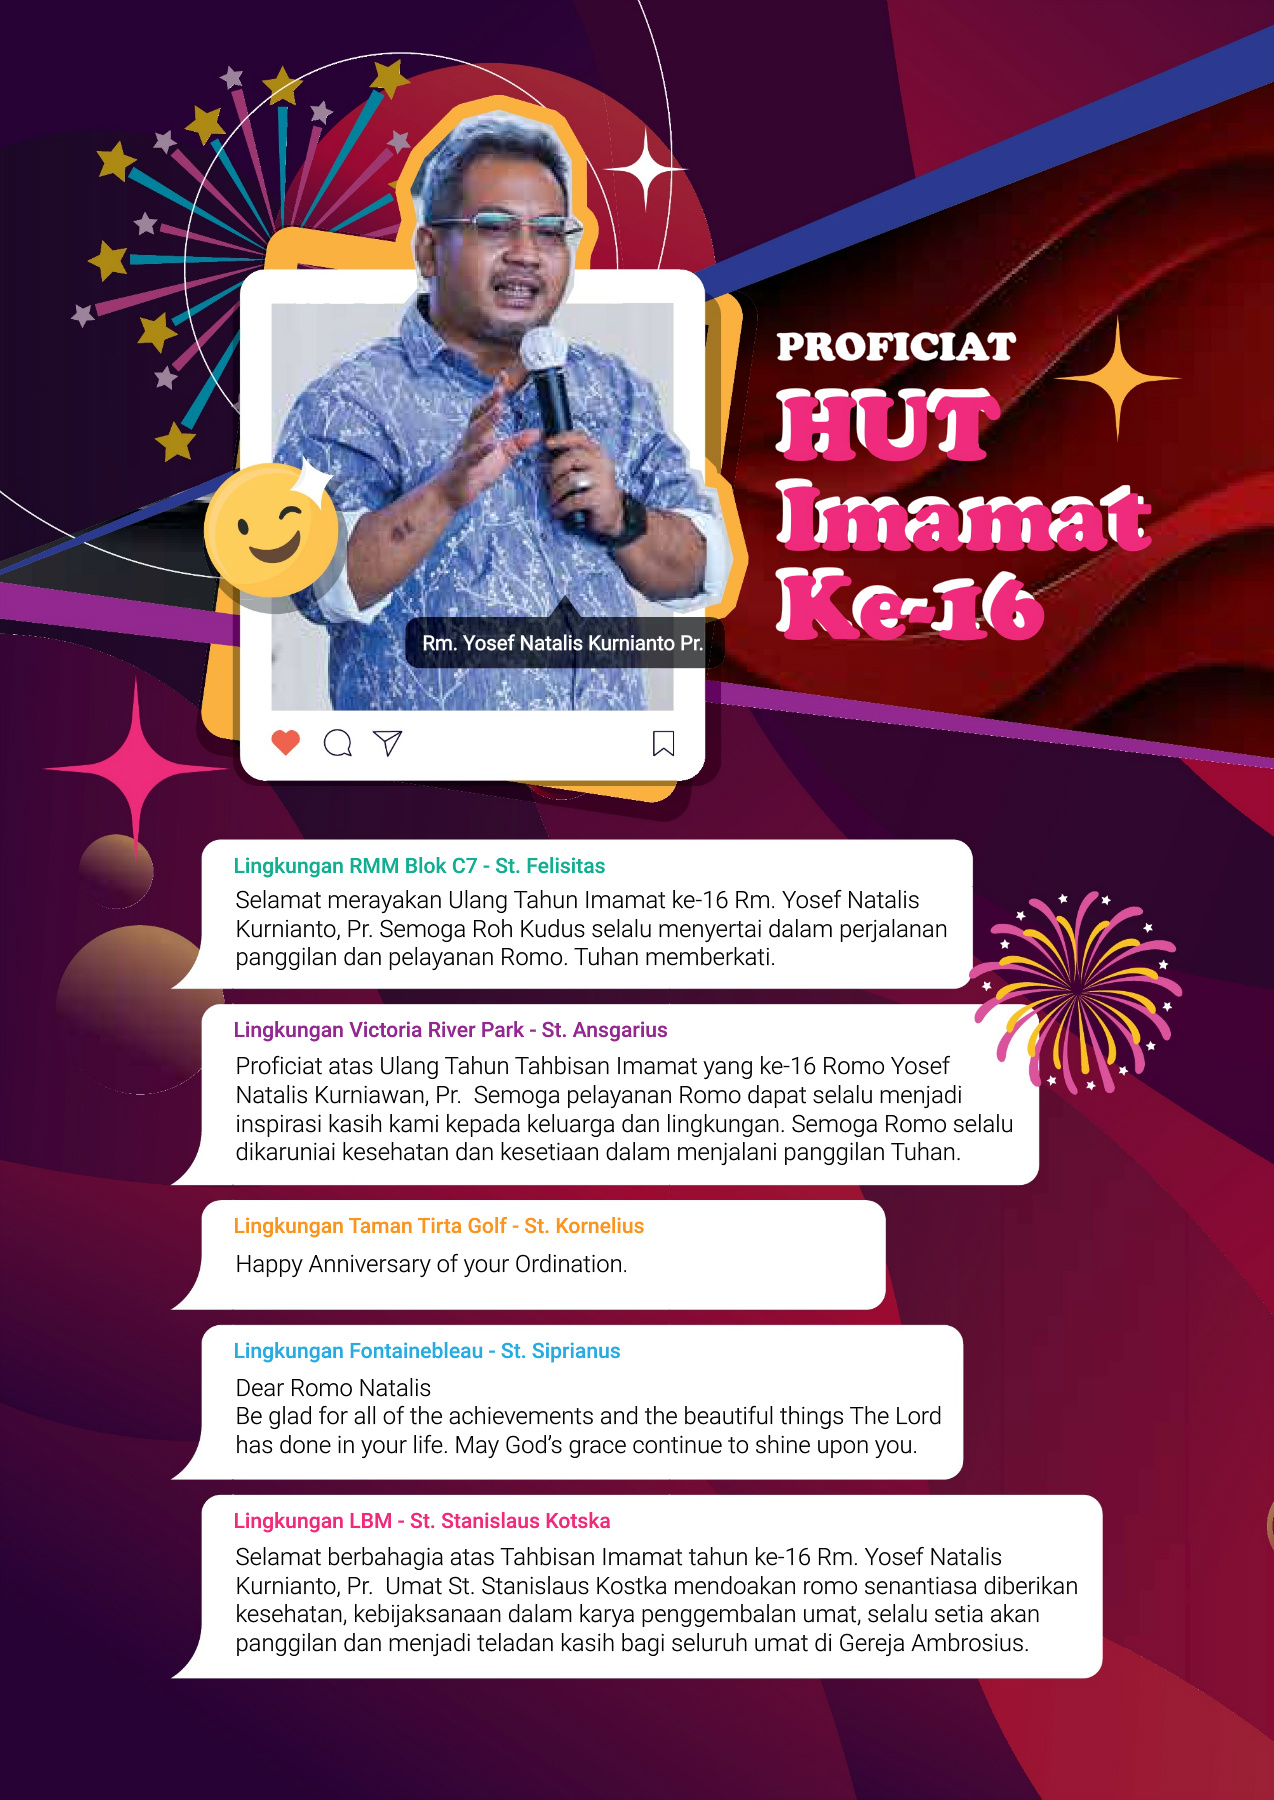 PROFICIAT
HUT
Imamat
Ke-16
Rm. Yosef Natalis Kurnianto Pr.
Lingkungan RMM Blok C7 - St. Felisitas
Selamat merayakan Ulang Tahun Imamat ke-16 Rm. Yosef Natalis
Kurnianto, Pr. Semoga Roh Kudus selalu menyertai dalam perjalanan
panggilan dan pelayanan Romo. Tuhan memberkati.
Lingkungan Victoria River Park - St. Ansgarius
Proficiat atas Ulang Tahun Tahbisan Imamat yang ke-16 Romo Yosef
Natalis Kurniawan, Pr.  Semoga pelayanan Romo dapat selalu menjadi
inspirasi kasih kami kepada keluarga dan lingkungan. Semoga Romo selalu
dikaruniai kesehatan dan kesetiaan dalam menjalani panggilan Tuhan.
Lingkungan Taman Tirta Golf - St. Kornelius
Happy Anniversary of your Ordination.
Lingkungan Fontainebleau - St. Siprianus
Dear Romo Natalis
Be glad for all of the achievements and the beautiful things The Lord
has done in your life. May God’s grace continue to shine upon you.
Lingkungan LBM - St. Stanislaus Kotska
Selamat berbahagia atas Tahbisan Imamat tahun ke-16 Rm. Yosef Natalis
Kurnianto, Pr.  Umat St. Stanislaus Kostka mendoakan romo senantiasa diberikan
kesehatan, kebijaksanaan dalam karya penggembalan umat, selalu setia akan
panggilan dan menjadi teladan kasih bagi seluruh umat di Gereja Ambrosius.